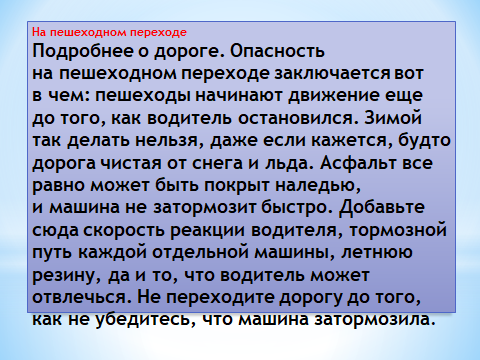 На пешеходном переходе
Подробнее о дороге. Опасность
на пешеходном переходе заключается вот
в чем: пешеходы начинают движение еще
до того, как водитель остановился. Зимой
так делать нельзя, даже если кажется, будто
дорога чистая от снега и льда. Асфальт все
равно может быть покрыт наледью,
и машина не затормозит быстро. Добавьте
сюда скорость реакции водителя, тормозной
путь каждой отдельной машины, летнюю
резину, да и то, что водитель может
отвлечься. Не переходите дорогу до того,
как не убедитесь, что машина затормозила.